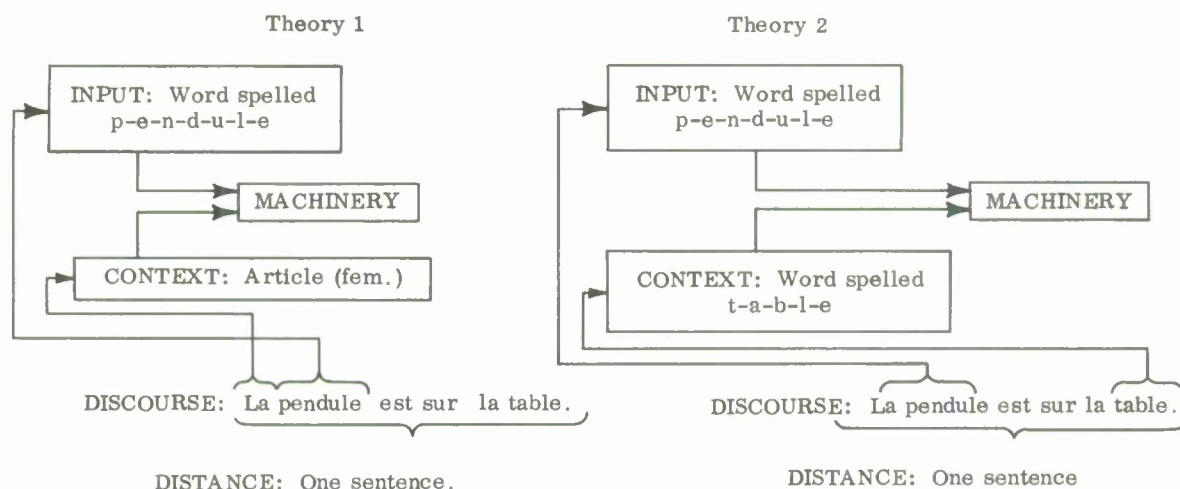 Theory 1
INPUT: Word spelled
p-e-n-d-u-l-e
MACHINERY
CONTEXT: Article (fem.)
DISCOURSE: La pendule est sur la table.
DISTANCE: One sentence.
Theory 2
INPUT: Word spelled
p-e-n-d-u-l-e
MACHINERY
CONTEXT: Word spelled
t-a-b-l-e
DISCOURSE: La pendule est sur la table.
DISTANCE: One sentence